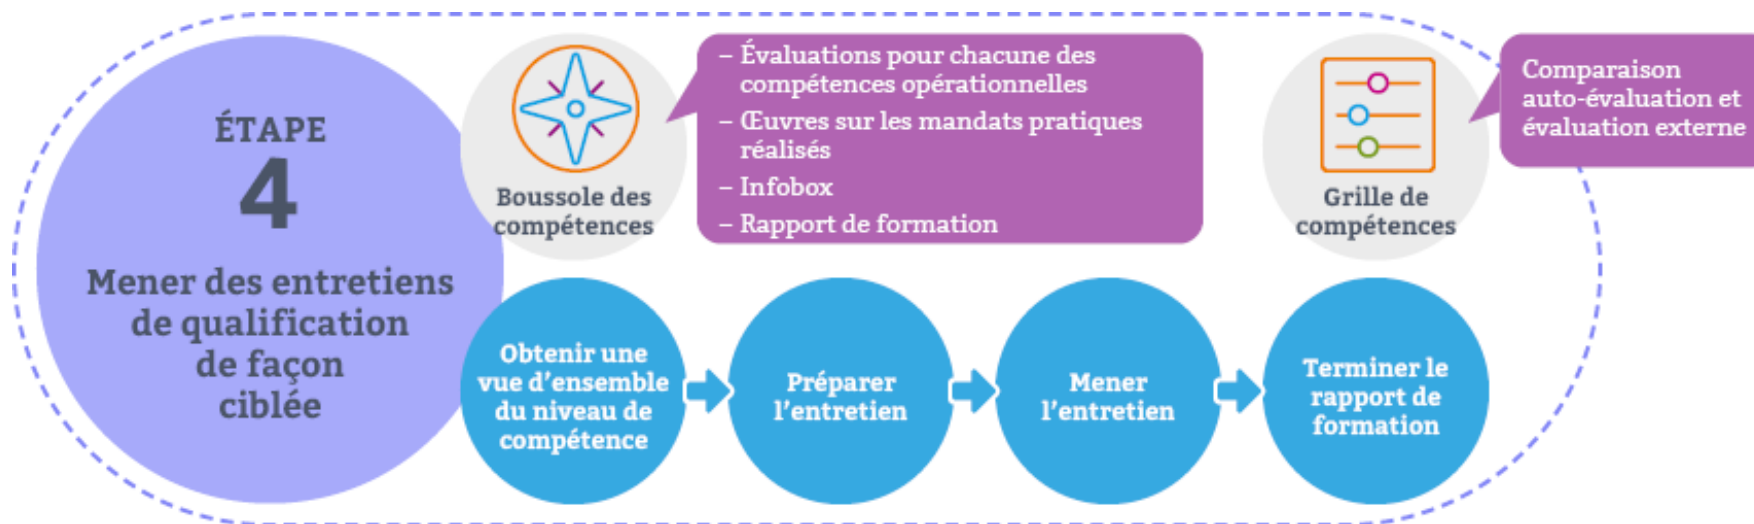 ÉTAPE
4
Mener des entretiens
de qualification
de façon
ciblée
Boussole des
compétences
– Évaluations pour chacune des
compétences opérationnelles
– Œuvres sur les mandats pratiques
réalisés
– Infobox
– Rapport de formation
Grille de
compétences
Comparaison
auto-évaluation et
évaluation externe
Obtenir une
vue d’ensemble
du niveau de
compétence
Préparer
l’entretien
Mener
l’entretien
Terminer le
rapport de
formation